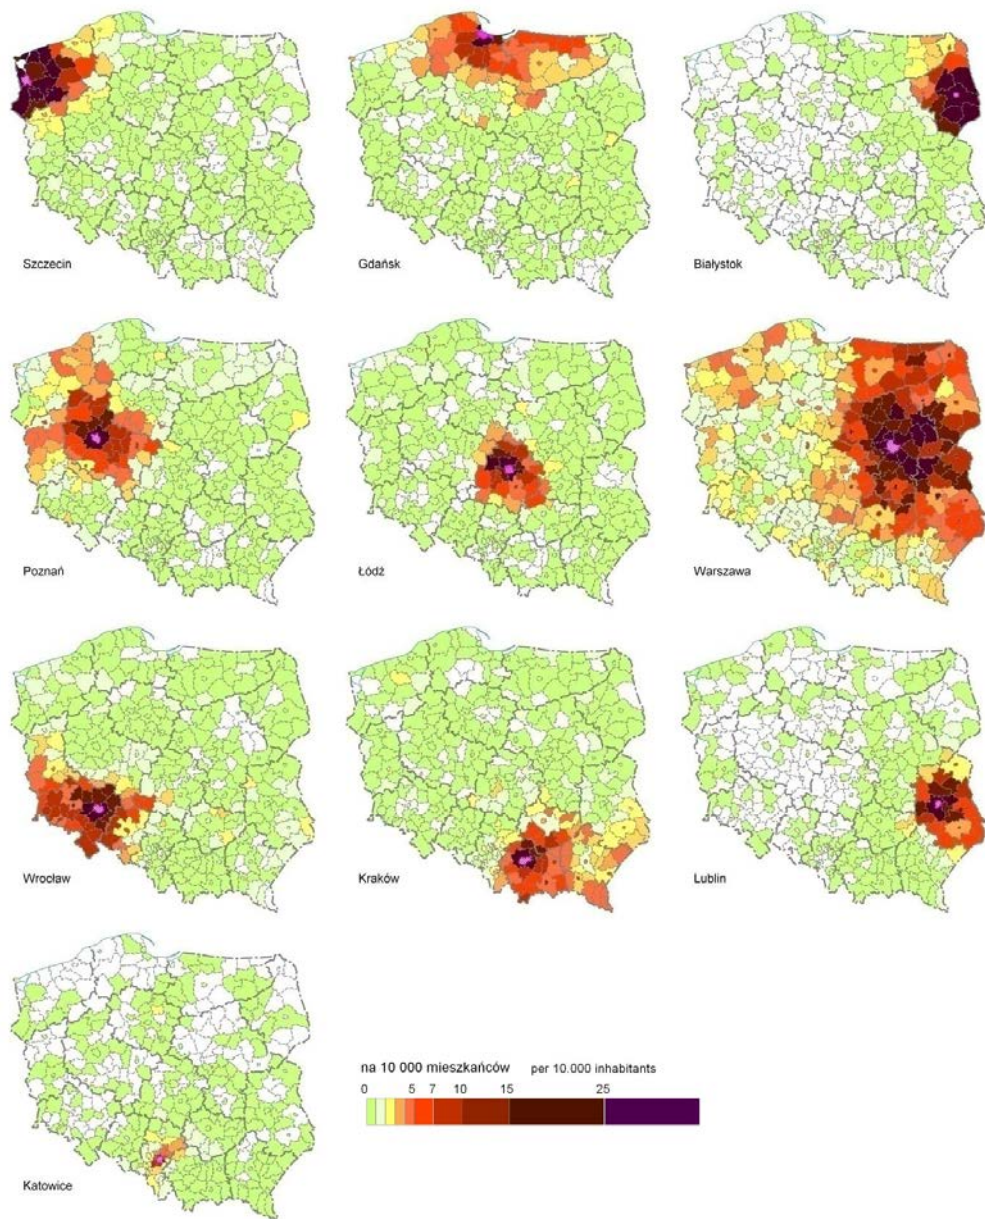 Szczecin
Gdańsk
Białystok
Poznań
Łódź
Warszawa
Wrocław
Kraków
Lublin
Katowice
na 10 000 mieszkańców per 10.000 inhabitants
0 5 7 10 15 25